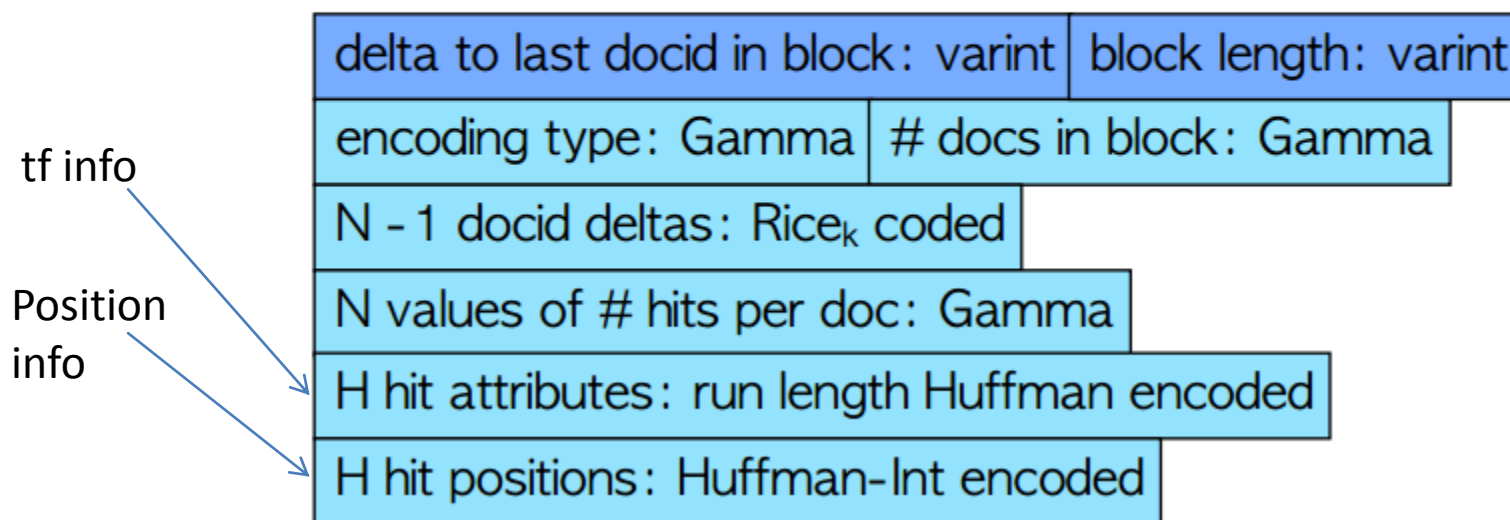 delta to last docid in block: varint block length: varint
encoding type: Gamma # docs in block: Gamma
tf info
N - 1 docid deltas: Riceₖ coded
Position
info
N values of # hits per doc: Gamma
H hit attributes: run length Huffman encoded
H hit positions: Huffman-Int encoded